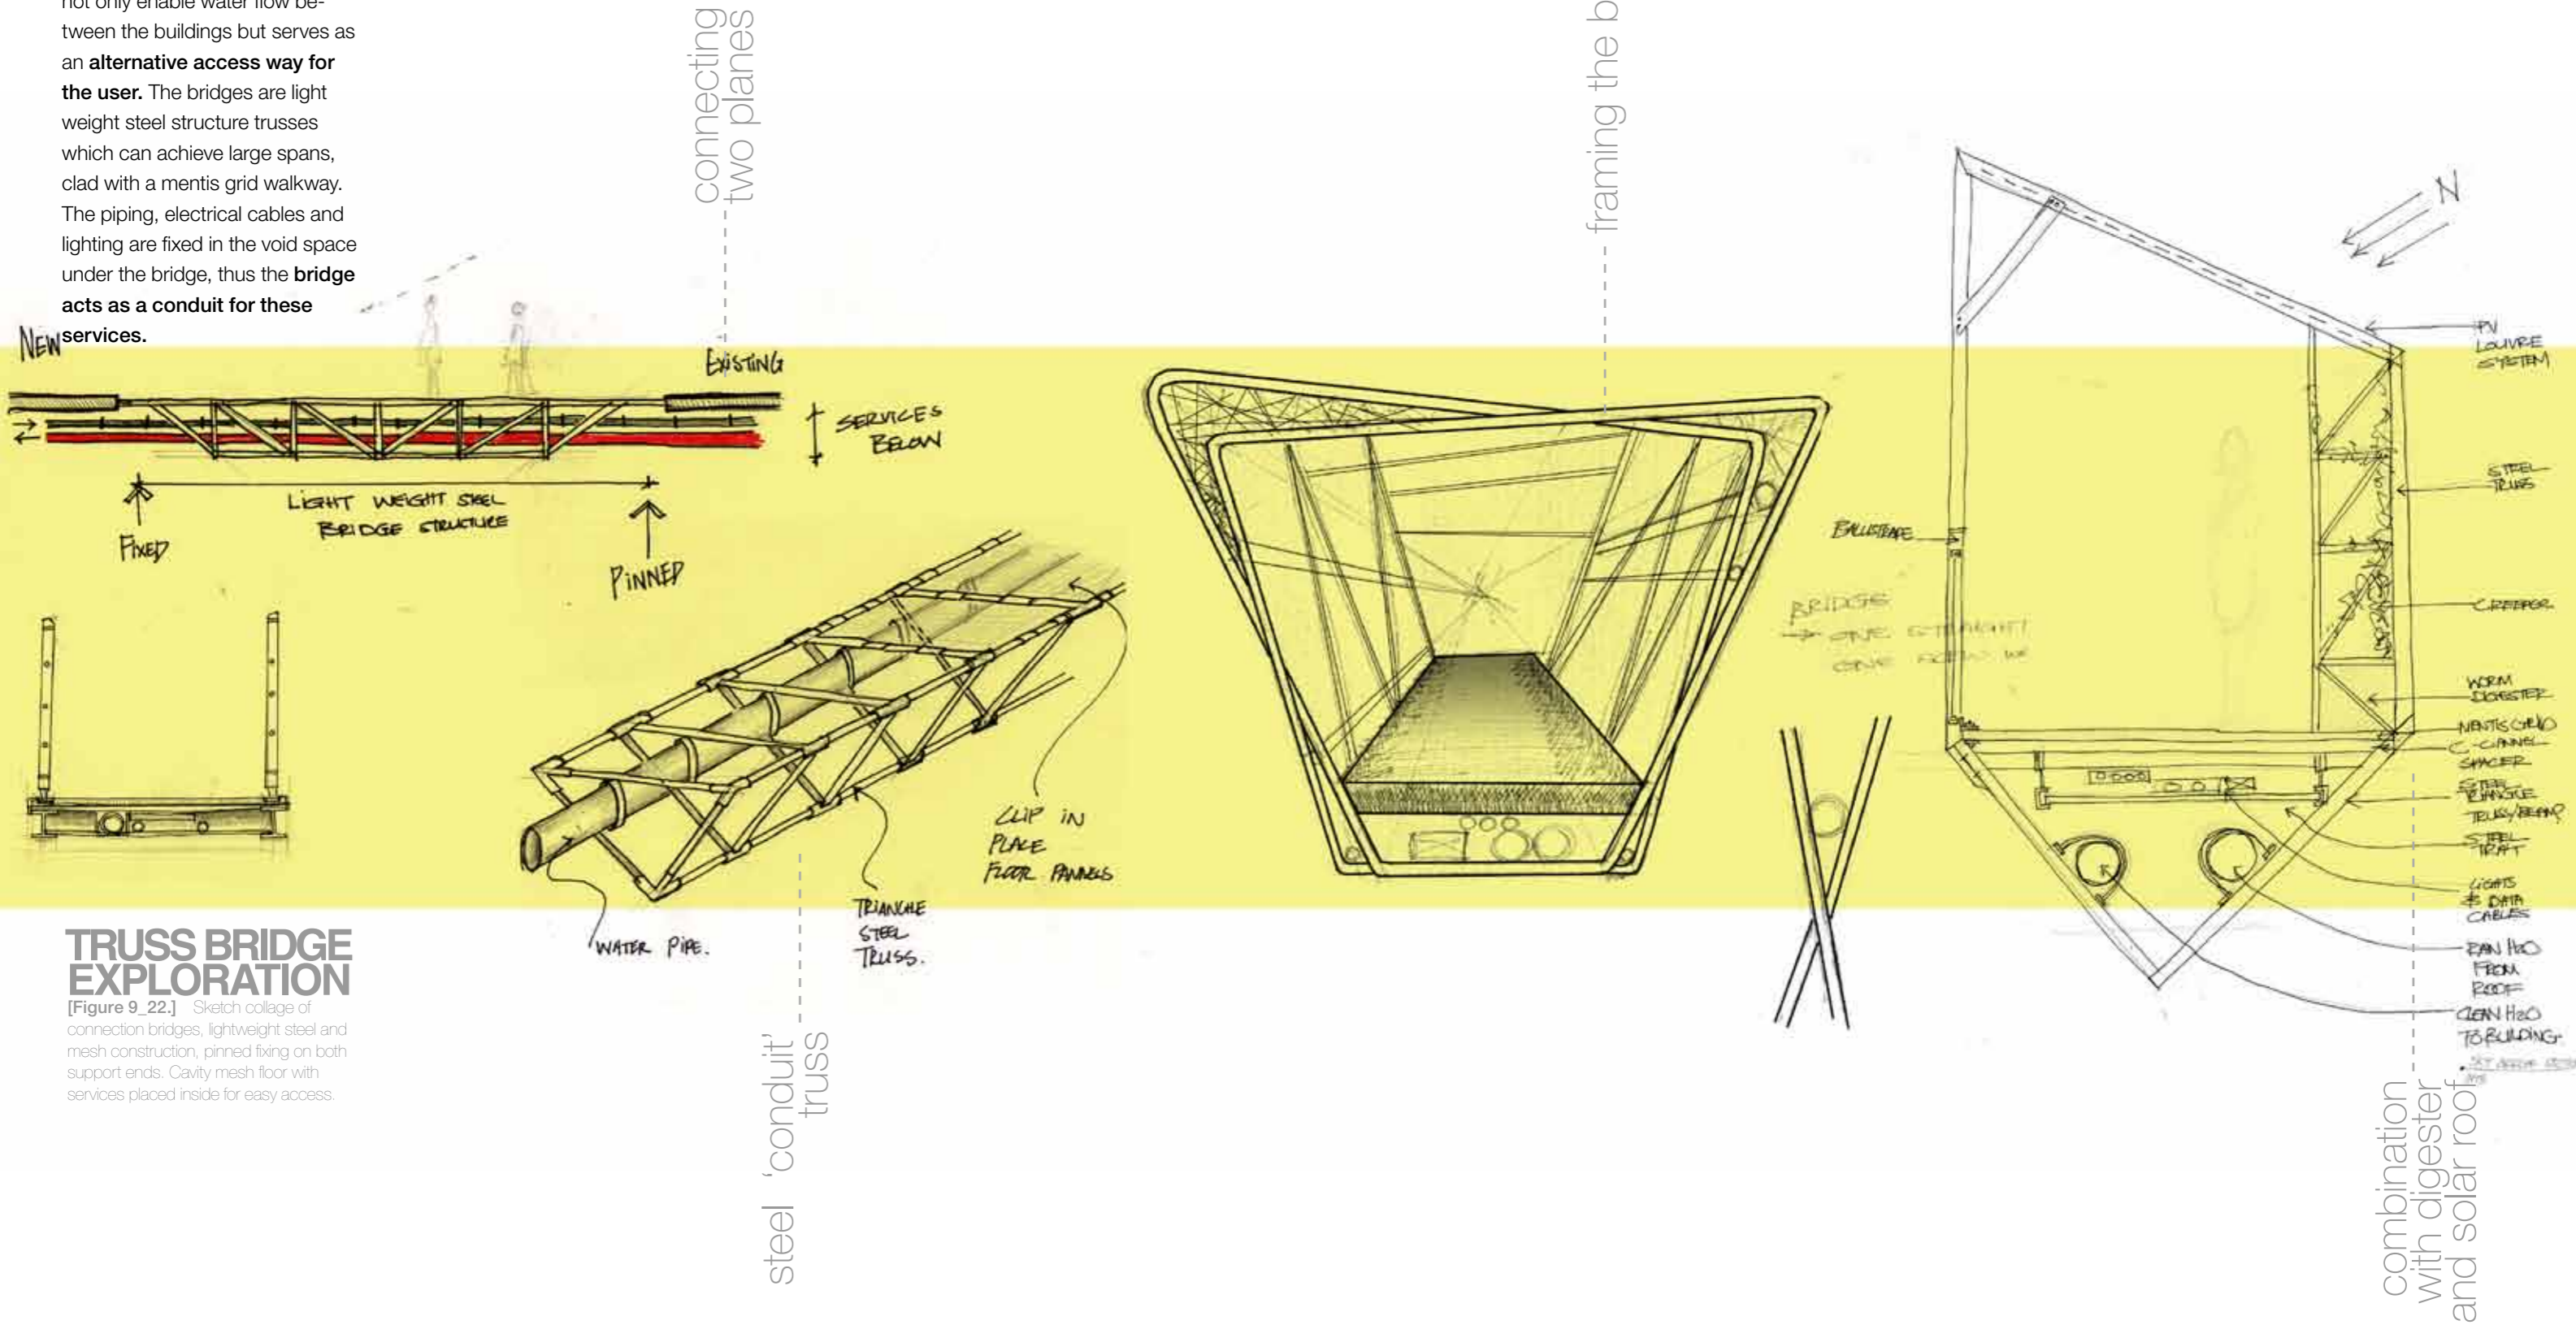 not only enable water flow be-
tween the buildings but serves as
an alternative access way for
the user. The bridges are light
weight steel structure trusses
which can achieve large spans,
clad with a mentis grid walkway.
The piping, electrical cables and
lighting are fixed in the void space
under the bridge, thus the bridge
acts as a conduit for these
services.
connecting
two planes
framing the b
N
NEW
EXISTING
SERVICES
BELOW
LIGHT WEIGHT STEEL
BRIDGE STRUCTURE
FIXED
PINNED
CLIP IN
PLACE
FLOOR PANNELS
TRIANGLE
STEEL
TRUSS.
WATER PIPE.
BRIDGE
ONE STRAIGHT
ONE
PV
LOUVRE
SYSTEM
STEEL
TRUSS
CREEPER
WORM
DIGESTER
MENTIS GRID
SPACER
STEEL
TRIANGLE
TRUSS/BEAM?
STEEL
LIGHTS
& DATA
CABLES
RAIN H2O
FROM
ROOF
CLEAN H2O
TO BUILDING
TRUSS BRIDGE
EXPLORATION
[Figure 9_22.] Sketch collage of
connection bridges, lightweight steel and
mesh construction, pinned fixing on both
support ends. Cavity mesh floor with
services placed inside for easy access.
steel 'conduit'
truss
combination
with digester
and solar roof